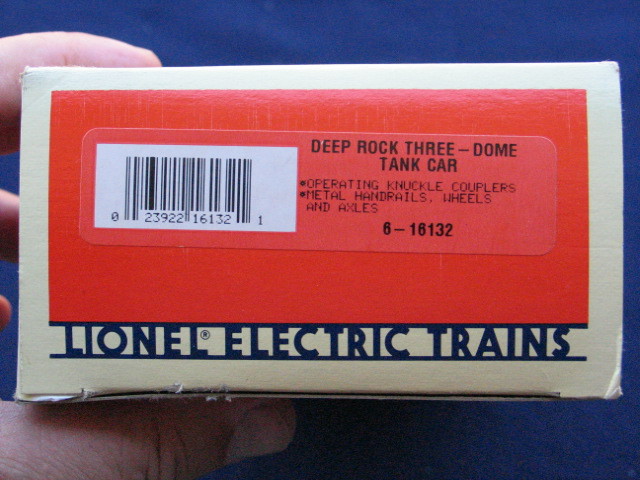 DEEP ROCK THREE-DOME
TANK CAR
*OPERATING KNUCKLE COUPLERS
*METAL HANDRAILS, WHEELS
AND AXLES
6-16132
0 23922 16132 1
LIONEL® ELECTRIC TRAINS